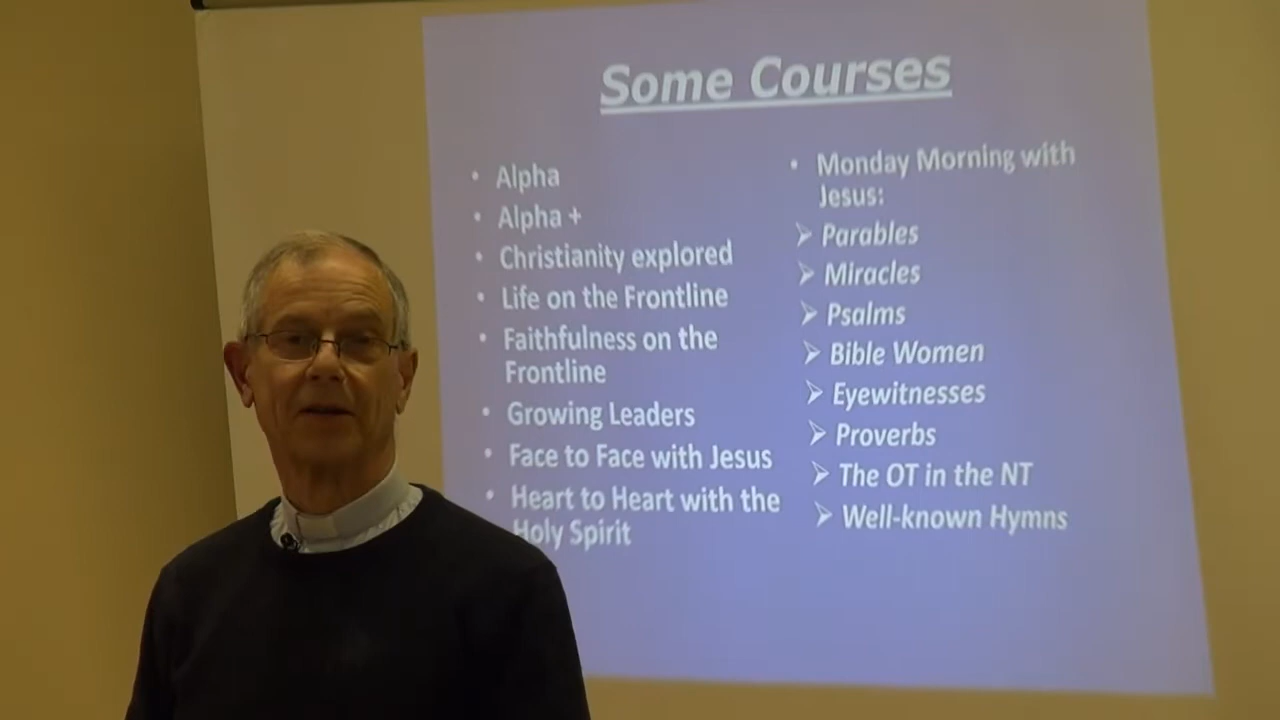 Some Courses
• Alpha
• Alpha +
• Christianity explored
• Life on the Frontline
• Faithfulness on the
Frontline
• Growing Leaders
• Face to Face with Jesus
• Heart to Heart with the
Holy Spirit
• Monday Morning with
Jesus:
➢ Parables
➢ Miracles
➢ Psalms
➢ Bible Women
➢ Eyewitnesses
➢ Proverbs
➢ The OT in the NT
➢ Well-known Hymns